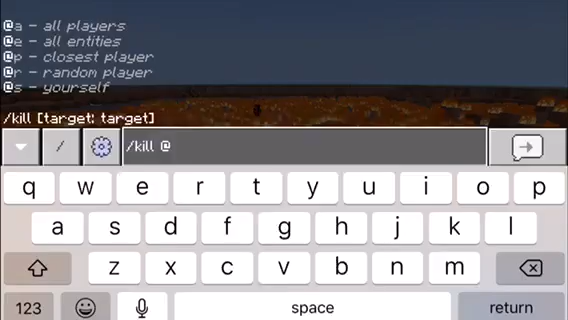 @a - all players
@e - all entities
@p - closest player
@r - random player
@s - yourself
/kill [target: target]
/ /kill @
q w e r t y u i o p
a s d f g h j k l
z x c v b n m
123 space return